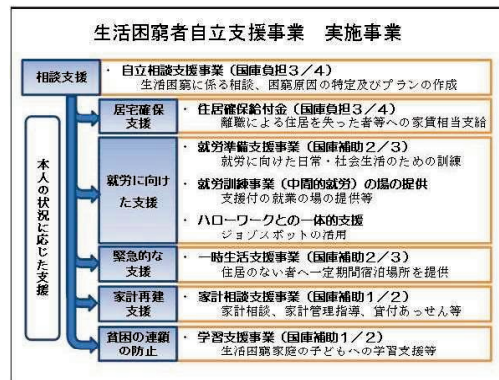 生活困窮者自立支援事業　実施事業
相談支援
・ 自立相談支援事業（国庫負担３／４）
生活困窮に係る相談、困窮原因の特定及びプランの作成
本人の状況に応じた支援
居宅確保
支援
・ 住居確保給付金（国庫負担３／４）
離職による住居を失った者等への家賃相当支給
就労に向け
た支援
・ 就労準備支援事業（国庫補助２／３）
就労に向けた日常・社会生活のための訓練
・ 就労訓練事業（中間的就労）の場の提供
支援付の就業の場の提供等
・ ハローワークとの一体的支援
ジョブスポットの活用
緊急的な
支援
・ 一時生活支援事業（国庫補助２／３）
住居のない者へ一定期間宿泊場所を提供
家計再建
支援
・ 家計相談支援事業（国庫補助１／２）
家計相談、家計管理指導、貸付あっせん等
貧困の連鎖
の防止
・ 学習支援事業（国庫補助１／２）
生活困窮家庭の子どもへの学習支援等